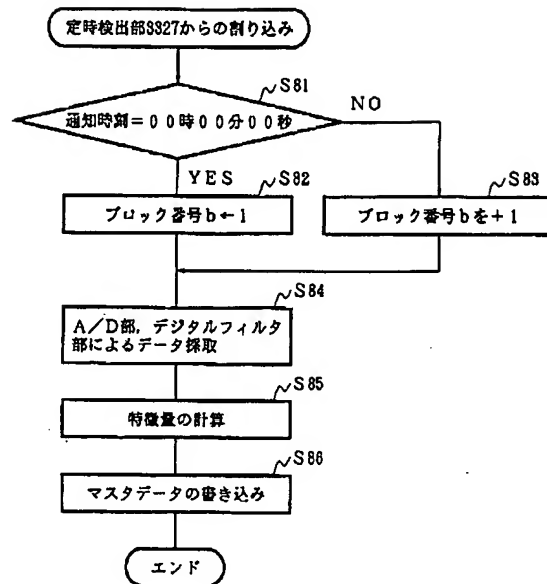 定時検出部S327からの割り込み
S81
通知時刻=00時00分00秒
NO
YES
S82
S83
ブロック番号b←1
ブロック番号bを+1
S84
A/D部,デジタルフィルタ
部によるデータ採取
S85
特徴量の計算
S86
マスタデータの書き込み
エンド